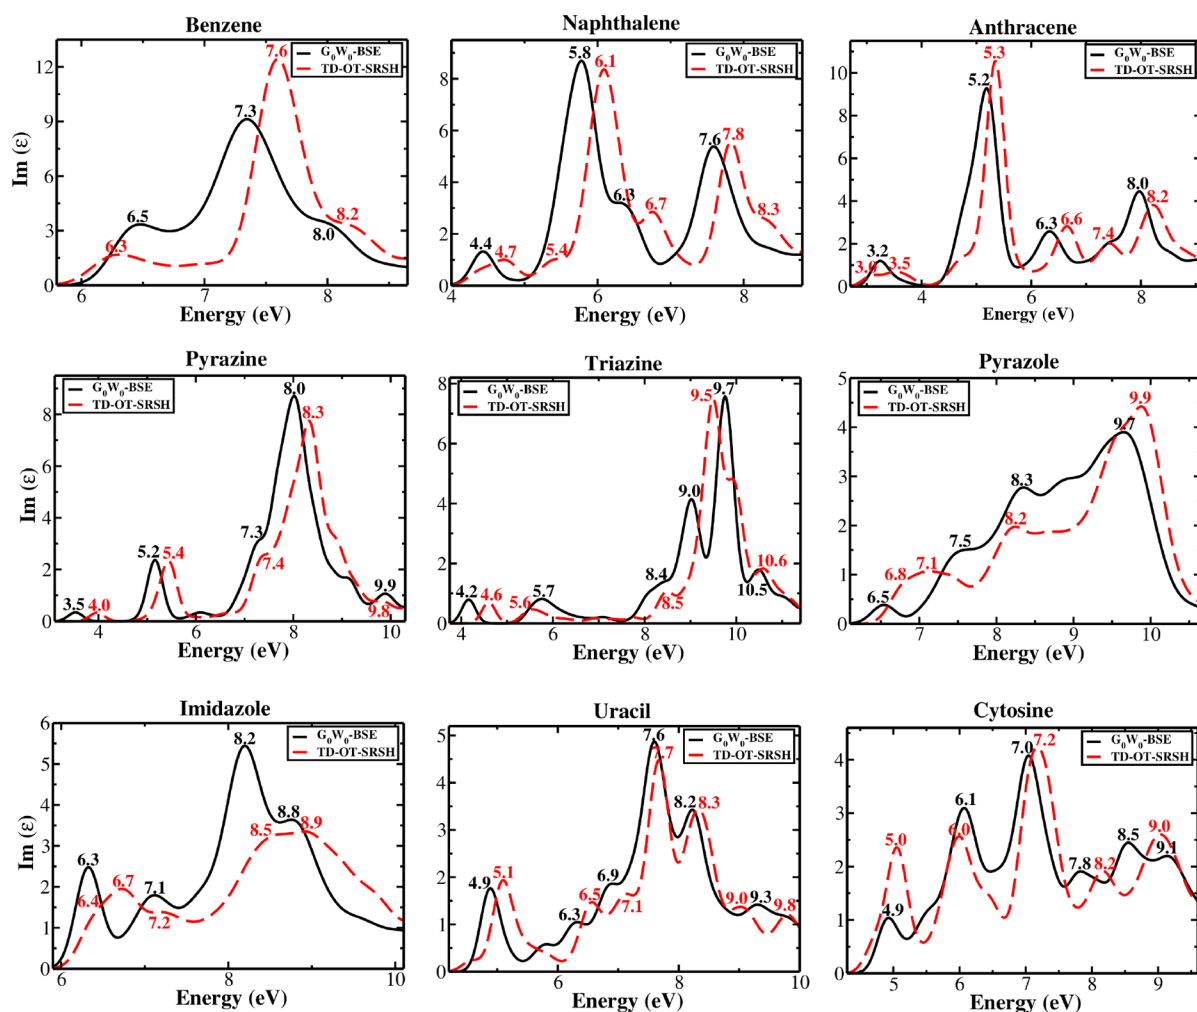 Benzene
G₀W₀-BSE
TD-OT-SRSH
Im (ε)
12
9
6
3
0
7.6
7.3
6.5
6.3
8.2
8.0
6 7 8
Energy (eV)
Naphthalene
G₀W₀-BSE
TD-OT-SRSH
8
6
4
2
0
5.8
6.1
7.8
7.6
6.3
6.7
8.3
4.4
4.7
5.4
4 6 8
Energy (eV)
Anthracene
G₀W₀-BSE
TD-OT-SRSH
10
8
6
4
2
0
5.3
5.2
8.0
8.2
6.3
6.6
7.4
3.2
3.0
3.5
4 6 8
Energy (eV)
Pyrazine
G₀W₀-BSE
TD-OT-SRSH
Im (ε)
8
6
4
2
0
8.0
8.3
7.3
7.4
5.2
5.4
3.5
4.0
9.9
9.8
4 6 8 10
Energy (eV)
Triazine
G₀W₀-BSE
TD-OT-SRSH
8
6
4
2
0
9.7
9.5
9.0
8.4
8.5
10.6
10.5
4.2
4.6
5.6
5.7
4 6 8 10
Energy (eV)
Pyrazole
G₀W₀-BSE
TD-OT-SRSH
5
4
3
2
1
0
9.9
9.7
8.3
8.2
7.5
7.1
6.8
6.5
7 8 9 10
Energy (eV)
Imidazole
G₀W₀-BSE
TD-OT-SRSH
Im (ε)
6
5
4
3
2
1
0
8.2
8.8
8.5
8.9
6.3
6.4
6.7
7.1
7.2
6 8 10
Energy (eV)
Uracil
G₀W₀-BSE
TD-OT-SRSH
5
4
3
2
1
0
7.6
7.7
8.2
8.3
6.9
5.1
4.9
6.3
6.5
7.1
9.0
9.3
9.8
4 6 8 10
Energy (eV)
Cytosine
G₀W₀-BSE
TD-OT-SRSH
4
3
2
1
0
7.0
7.2
6.1
6.0
5.0
4.9
7.8
8.2
8.5
9.0
9.1
5 6 7 8 9
Energy (eV)